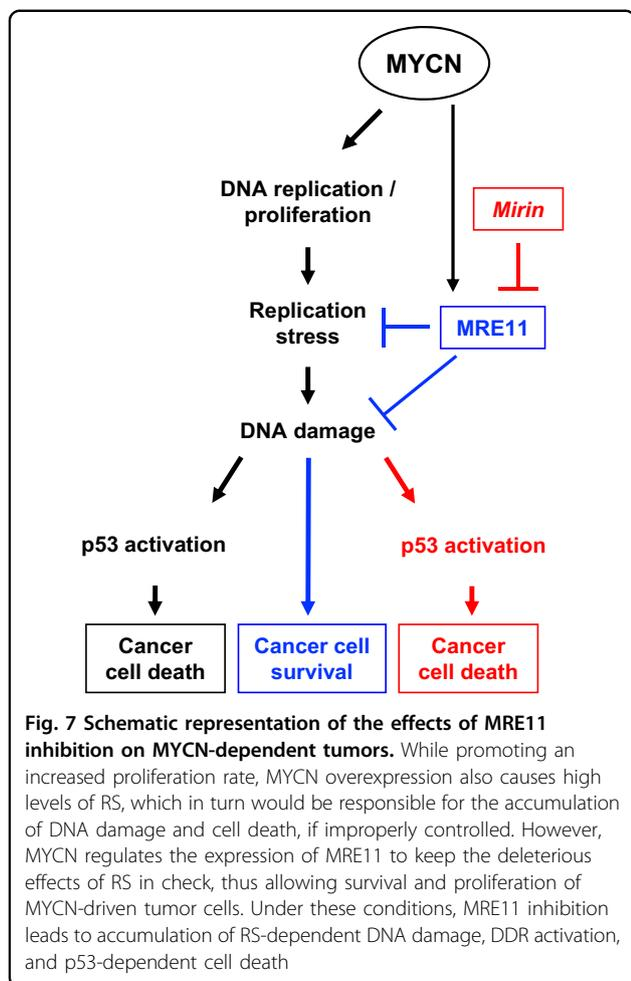 MYCN
DNA replication /
proliferation
Mirin
Replication
stress
MRE11
DNA damage
p53 activation
p53 activation
Cancer
cell death
Cancer cell
survival
Cancer
cell death
Fig. 7 Schematic representation of the effects of MRE11
inhibition on MYCN-dependent tumors. While promoting an
increased proliferation rate, MYCN overexpression also causes high
levels of RS, which in turn would be responsible for the accumulation
of DNA damage and cell death, if improperly controlled. However,
MYCN regulates the expression of MRE11 to keep the deleterious
effects of RS in check, thus allowing survival and proliferation of
MYCN-driven tumor cells. Under these conditions, MRE11 inhibition
leads to accumulation of RS-dependent DNA damage, DDR activation,
and p53-dependent cell death